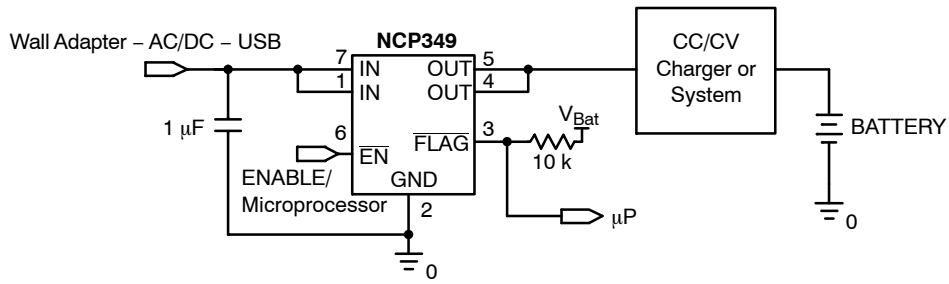 Wall Adapter – AC/DC – USB
NCP349
7
IN
OUT
5
1
IN
OUT
4
1 μF
6
EN
FLAG
3
V_Bat
10 k
ENABLE/
Microprocessor
GND
2
0
μP
CC/CV
Charger or
System
BATTERY
0